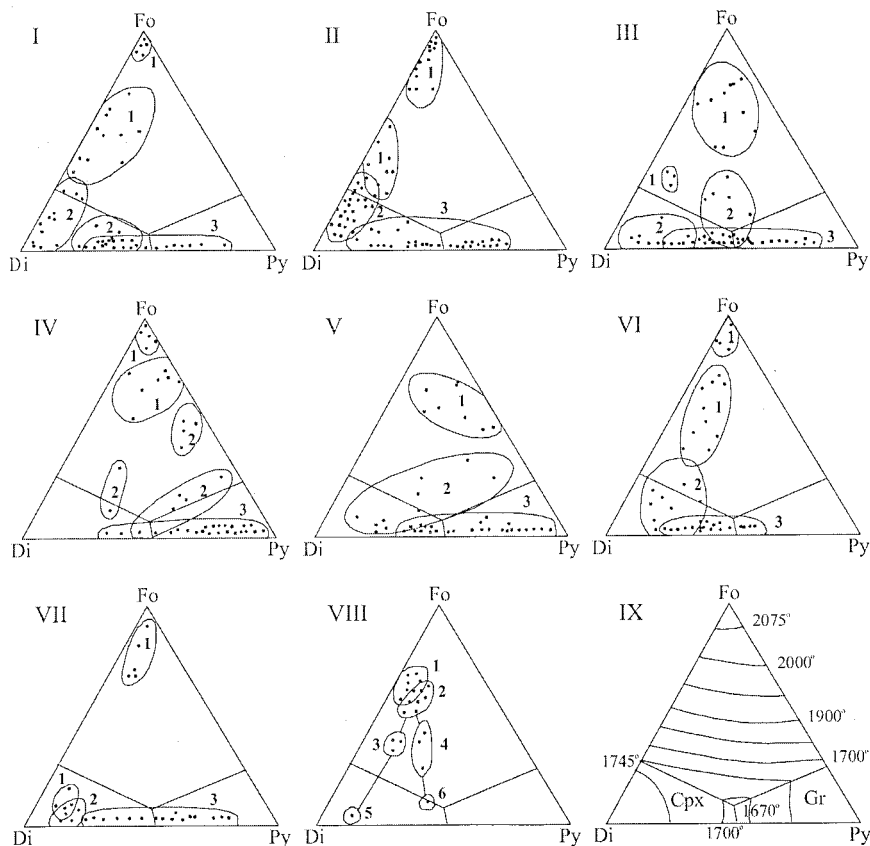 I
Fo
1
1
2
2
3
Di
Py
II
Fo
1
1
2
3
Di
Py
III
Fo
1
1
2
2
3
Di
Py
IV
Fo
1
1
2
2
2
3
Di
Py
V
Fo
1
2
3
Di
Py
VI
Fo
1
1
2
3
Di
Py
VII
Fo
1
1
2
3
Di
Py
VIII
Fo
1
2
3
4
5
6
Di
Py
IX
Fo
2075°
2000°
1900°
1745°
1700°
Cpx
Gr
1670°
Di
1700°
Py